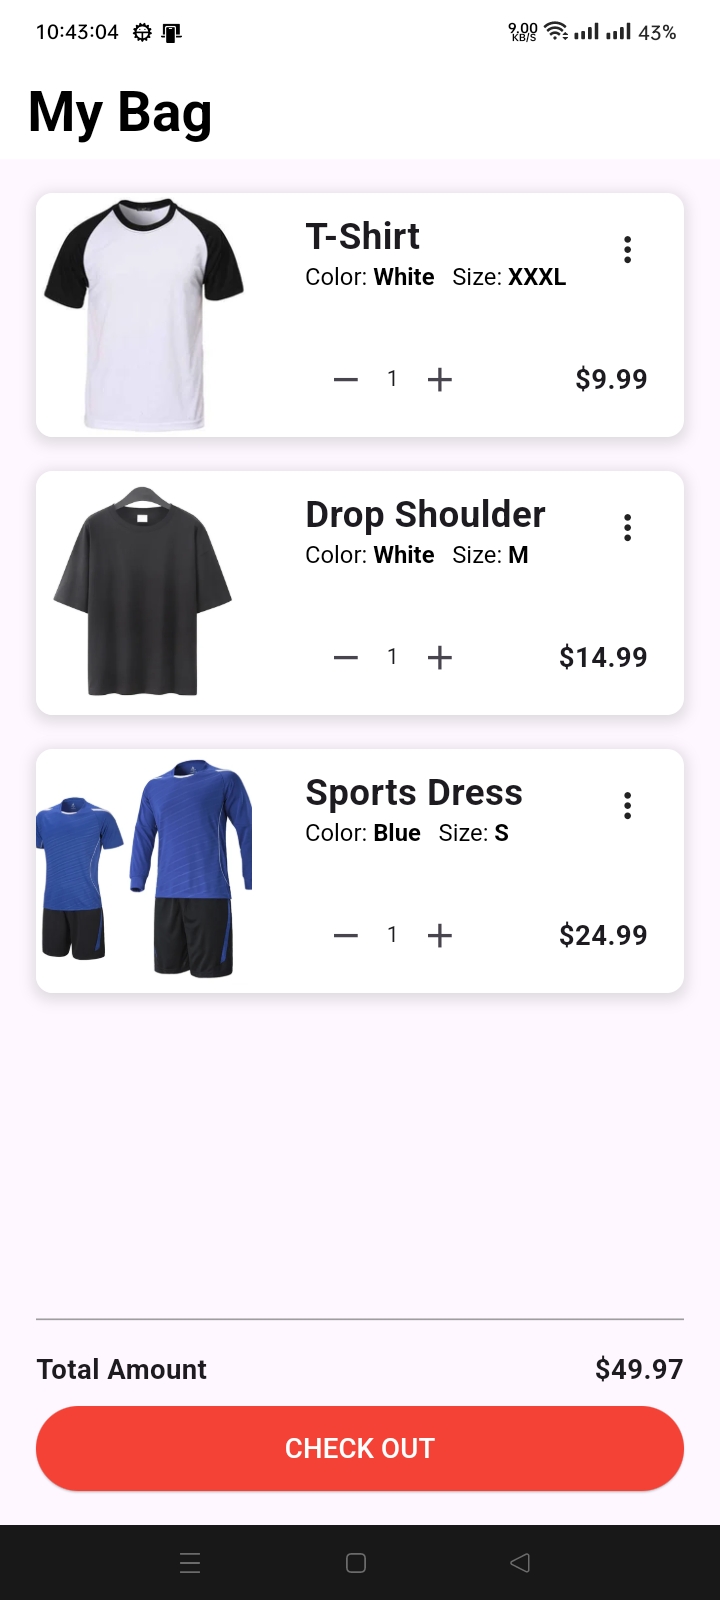 10:43:04 9.00 KB/S 43%
My Bag
T-Shirt
Color: White Size: XXXL
1 $9.99
Drop Shoulder
Color: White Size: M
1 $14.99
Sports Dress
Color: Blue Size: S
1 $24.99
Total Amount $49.97
CHECK OUT